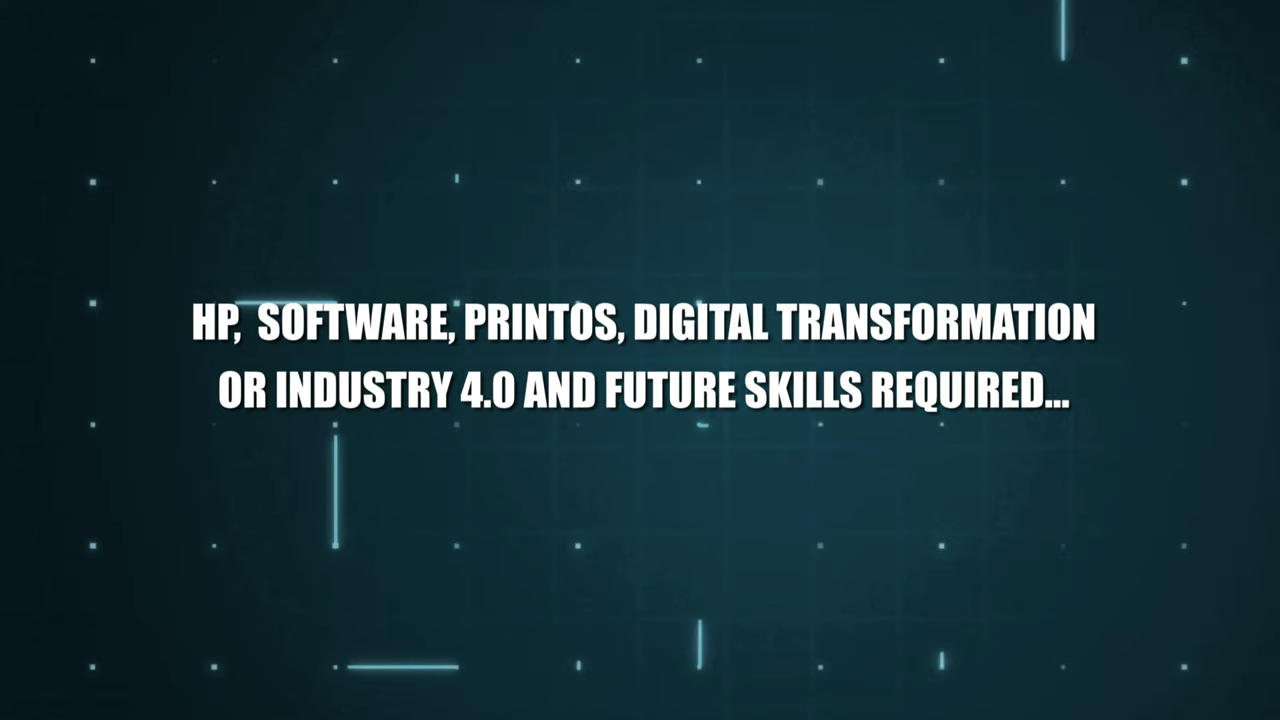 HP,  SOFTWARE, PRINTOS, DIGITAL TRANSFORMATION
OR INDUSTRY 4.0 AND FUTURE SKILLS REQUIRED...